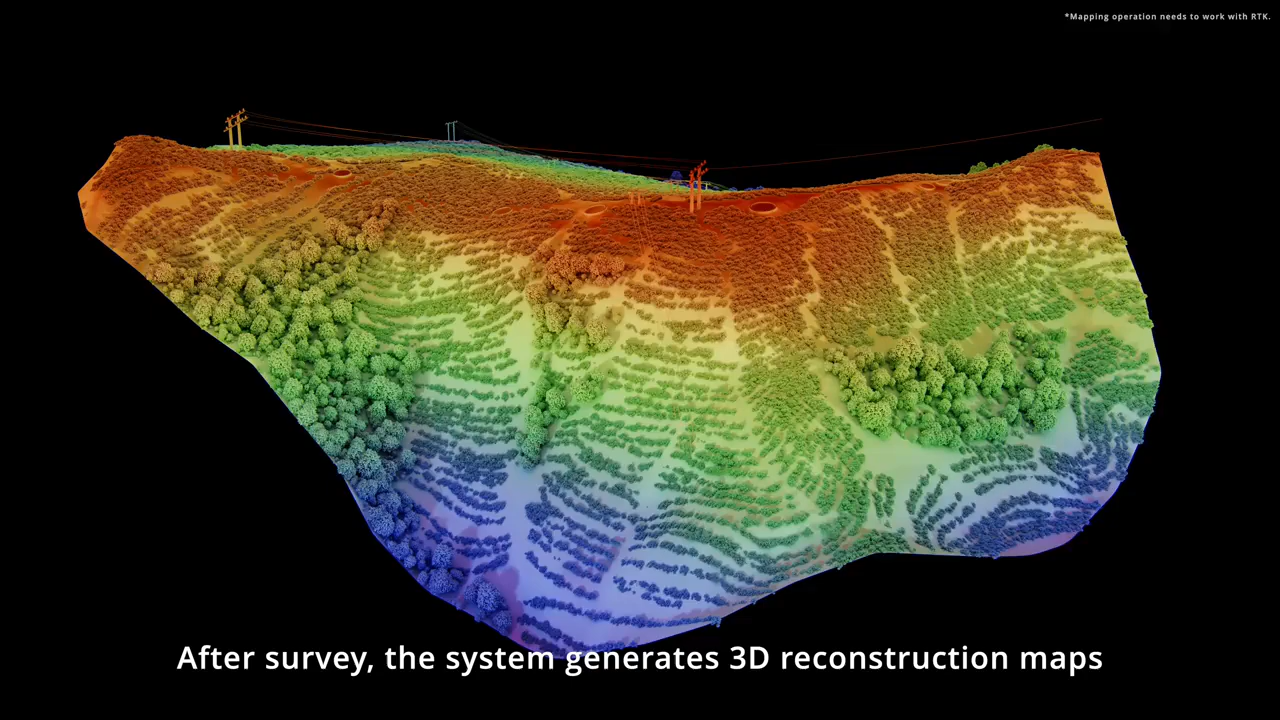 *Mapping operation needs to work with RTK.
After survey, the system generates 3D reconstruction maps